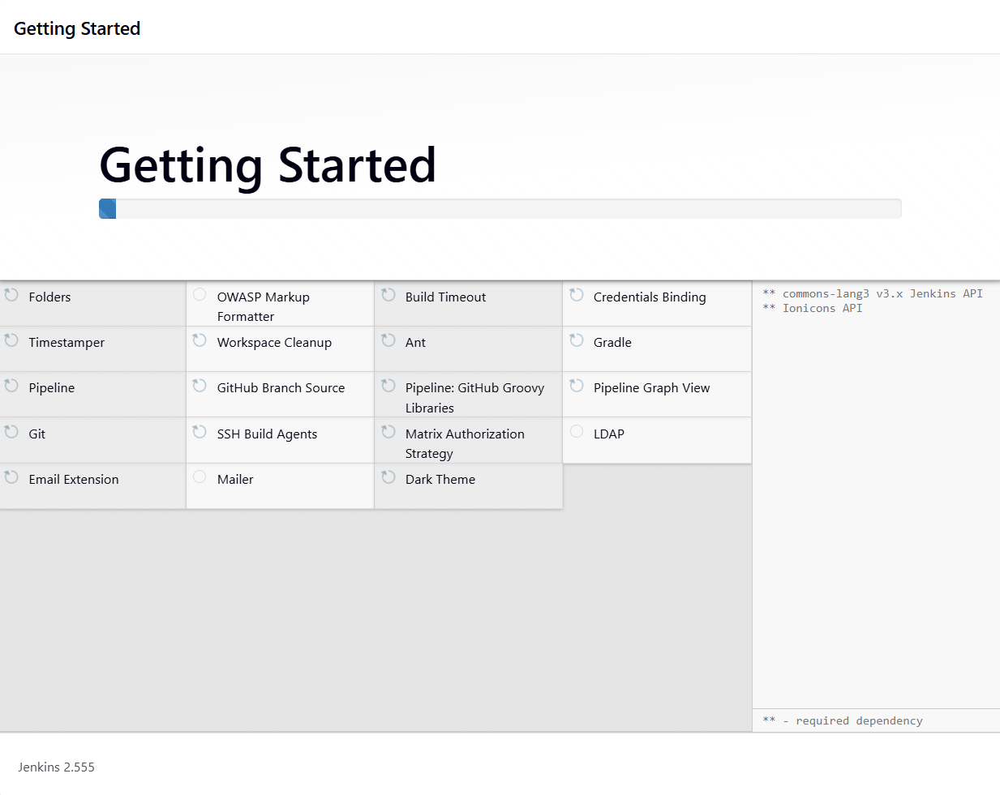 Getting Started
Getting Started
Folders
OWASP Markup
Formatter
Build Timeout
Credentials Binding
Timestamper
Workspace Cleanup
Ant
Gradle
Pipeline
GitHub Branch Source
Pipeline: GitHub Groovy
Libraries
Pipeline Graph View
Git
SSH Build Agents
Matrix Authorization
Strategy
LDAP
Email Extension
Mailer
Dark Theme
** commons-lang3 v3.x Jenkins API
** Ionicons API
** - required dependency
Jenkins 2.555